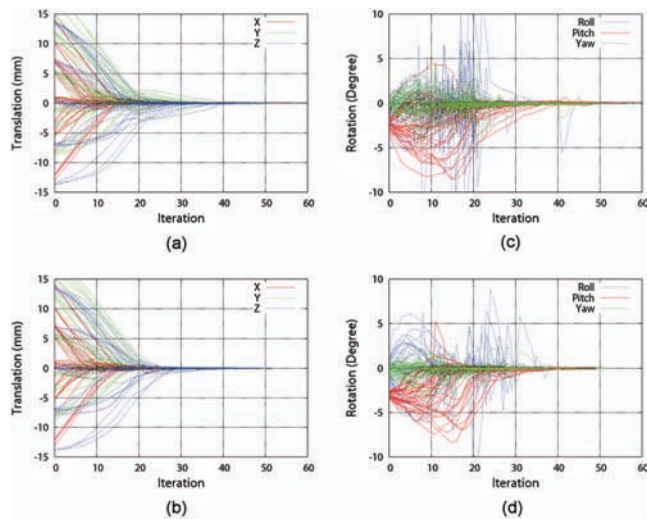 15
10
5
0
-5
-10
-15
Translation (mm)
X
Y
Z
0 10 20 30 40 50 60
Iteration
(a)
10
5
0
-5
-10
Rotation (Degree)
Roll
Pitch
Yaw
0 10 20 30 40 50 60
Iteration
(c)
15
10
5
0
-5
-10
-15
Translation (mm)
X
Y
Z
0 10 20 30 40 50 60
Iteration
(b)
10
5
0
-5
-10
Rotation (Degree)
Roll
Pitch
Yaw
0 10 20 30 40 50 60
Iteration
(d)